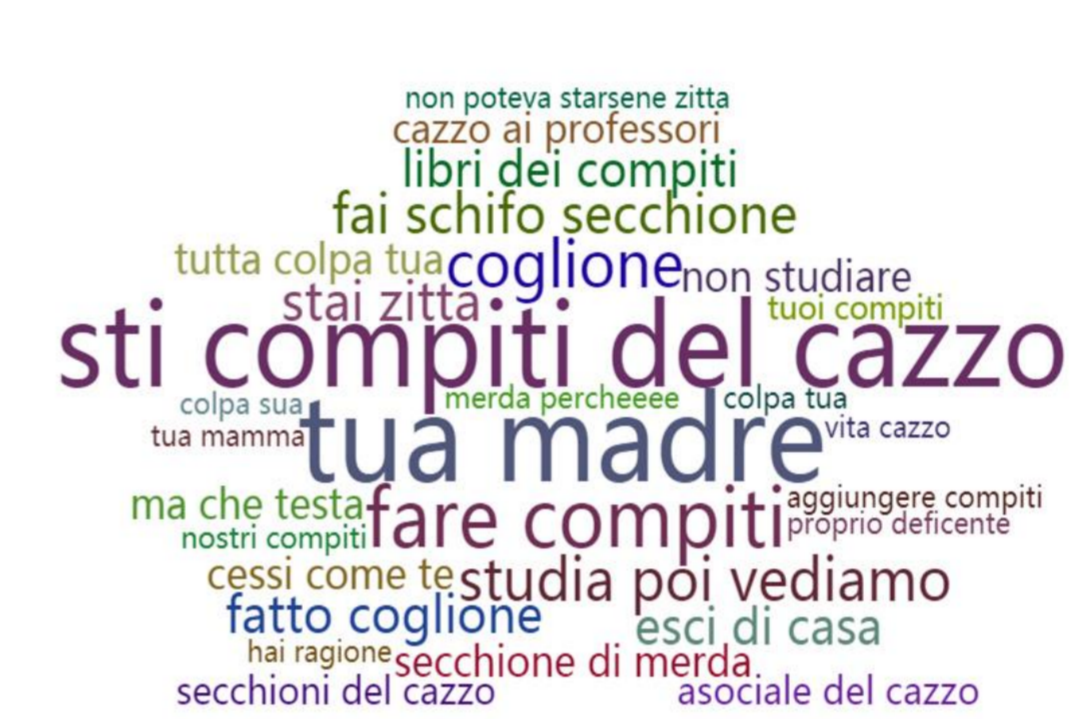 non poteva starsene zitta
cazzo ai professori
libri dei compiti
fai schifo secchione
tutta colpa tua
coglione
non studiare
stai zitta
tuoi compiti
sti compiti del cazzo
colpa sua
merda percheeee
colpa tua
tua mamma
tua madre
vita cazzo
ma che testa
fare compiti
aggiungere compiti
nostri compiti
proprio deficente
cessi come te
studia poi vediamo
fatto coglione
esci di casa
hai ragione
secchione di merda
secchioni del cazzo
asociale del cazzo